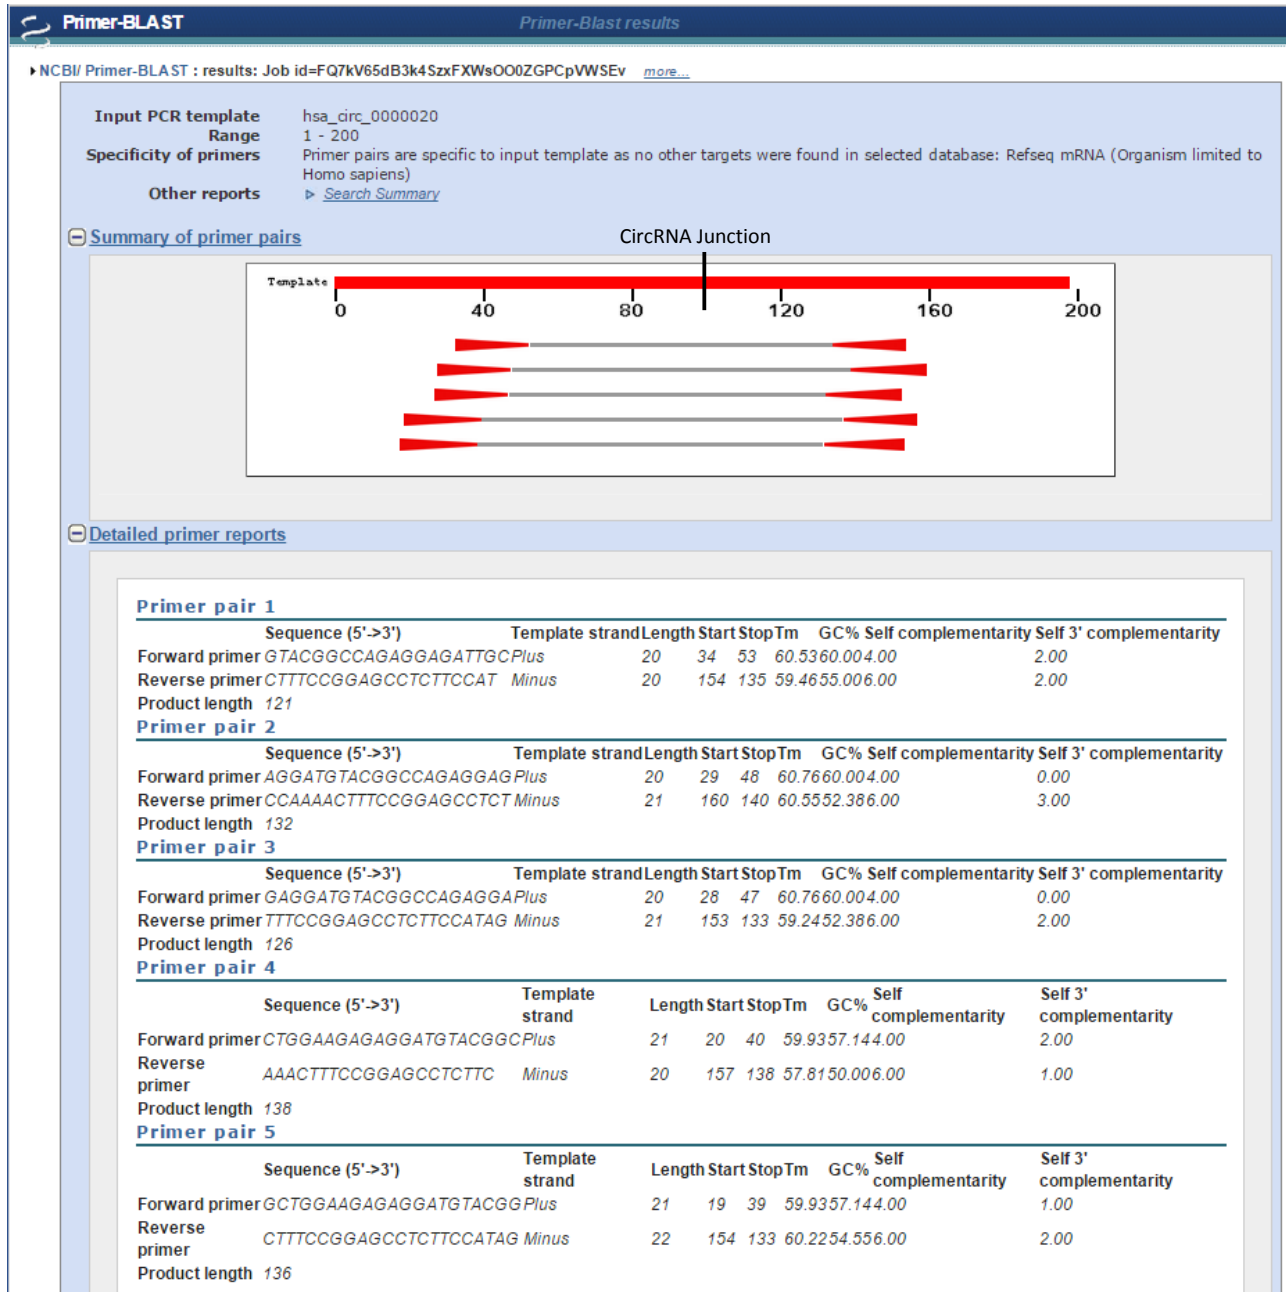 Primer-BLAST Primer-Blast results
NCBI/ Primer-BLAST : results: Job id=FQ7kV65dB3k4SzxFXWsOO0ZGPCpVWSEv more...
Input PCR template hsa_circ_0000020
Range 1 - 200
Specificity of primers Primer pairs are specific to input template as no other targets were found in selected database: Refseq mRNA (Organism limited to
Homo sapiens)
Other reports Search Summary
Summary of primer pairs
CircRNA Junction
Template
0 40 80 120 160 200
Detailed primer reports
Primer pair 1
Sequence (5'->3') Template strand Length Start Stop Tm GC% Self complementarity Self 3' complementarity
Forward primer GTACGGCCAGAGGAGATTGC Plus 20 34 53 60.53 60.00 4.00 2.00
Reverse primer CTTTCCGGAGCCTCTTCCAT Minus 20 154 135 59.46 55.00 6.00 2.00
Product length 121
Primer pair 2
Sequence (5'->3') Template strand Length Start Stop Tm GC% Self complementarity Self 3' complementarity
Forward primer AGGATGTACGGCCAGAGGAG Plus 20 29 48 60.76 60.00 4.00 0.00
Reverse primer CCAAAACTTTCCGGAGCCTCT Minus 21 160 140 60.55 52.38 6.00 3.00
Product length 132
Primer pair 3
Sequence (5'->3') Template strand Length Start Stop Tm GC% Self complementarity Self 3' complementarity
Forward primer GAGGATGTACGGCCAGAGGA Plus 20 28 47 60.76 60.00 4.00 0.00
Reverse primer TTTCCGGAGCCTCTTCCATAG Minus 21 153 133 59.24 52.38 6.00 2.00
Product length 126
Primer pair 4
Sequence (5'->3') Template strand Length Start Stop Tm GC% Self complementarity Self 3' complementarity
Forward primer CTGGAAGAGAGGATGTACGGC Plus 21 20 40 59.93 57.14 4.00 2.00
Reverse primer AAACTTTCCGGAGCCTCTTC Minus 20 157 138 57.81 50.00 6.00 1.00
Product length 138
Primer pair 5
Sequence (5'->3') Template strand Length Start Stop Tm GC% Self complementarity Self 3' complementarity
Forward primer GCTGGAAGAGAGGATGTACGG Plus 21 19 39 59.93 57.14 4.00 1.00
Reverse primer CTTTCCGGAGCCTCTTCCATAG Minus 22 154 133 60.22 54.55 6.00 2.00
Product length 136